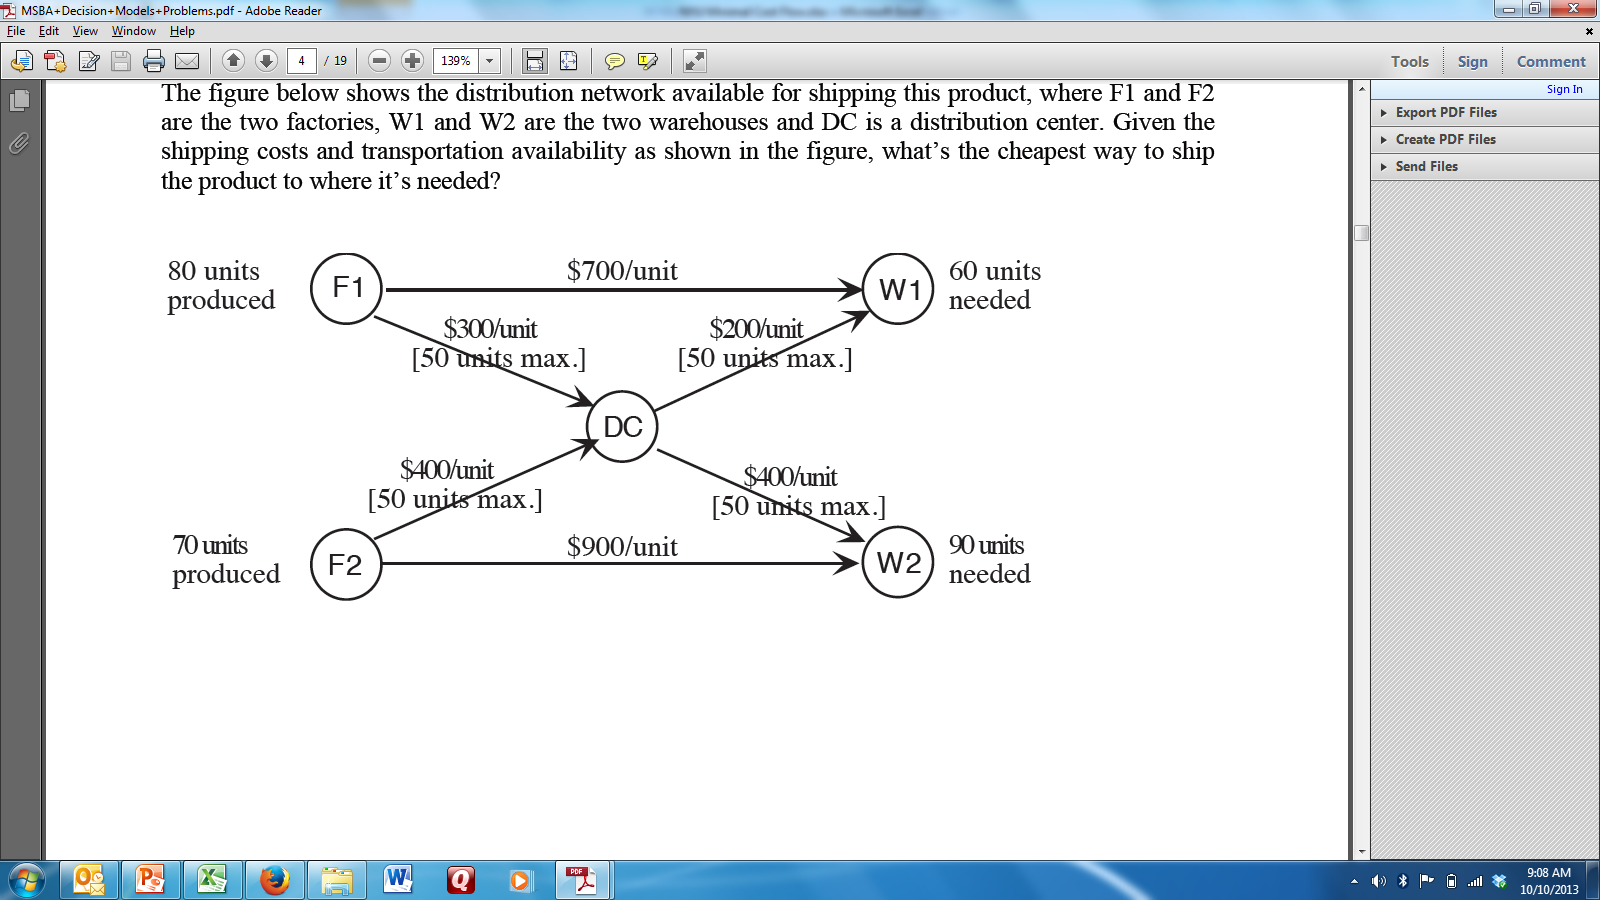 MSBA+Decision+Models+Problems.pdf - Adobe Reader
File Edit View Window Help
4 / 19 139% Tools Sign Comment
Sign In
Export PDF Files
Create PDF Files
Send Files
The figure below shows the distribution network available for shipping this product, where F1 and F2
are the two factories, W1 and W2 are the two warehouses and DC is a distribution center. Given the
shipping costs and transportation availability as shown in the figure, what's the cheapest way to ship
the product to where it's needed?
80 units
produced
F1
$700/unit
W1
60 units
needed
$300/unit
[50 units max.]
$200/unit
[50 units max.]
DC
$400/unit
[50 units max.]
$400/unit
[50 units max.]
70 units
produced
F2
$900/unit
W2
90 units
needed
9:08 AM
10/10/2013